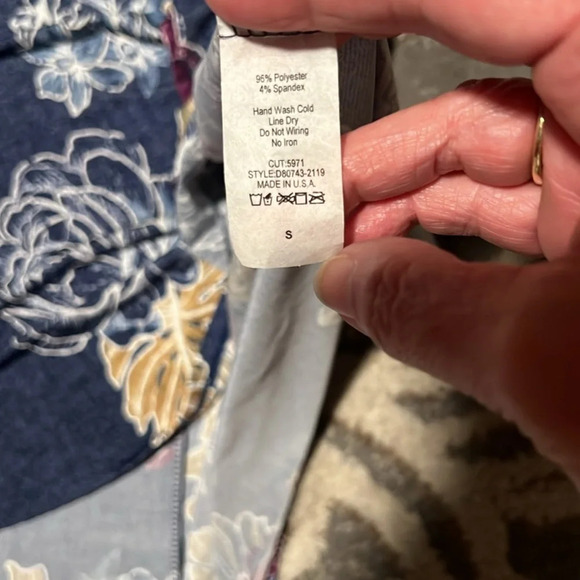 96% Polyester
4% Spandex
Hand Wash Cold
Line Dry
Do Not Wiring
No Iron
CUT:5971
STYLE:D80743-2119
MADE IN U.S.A.
S